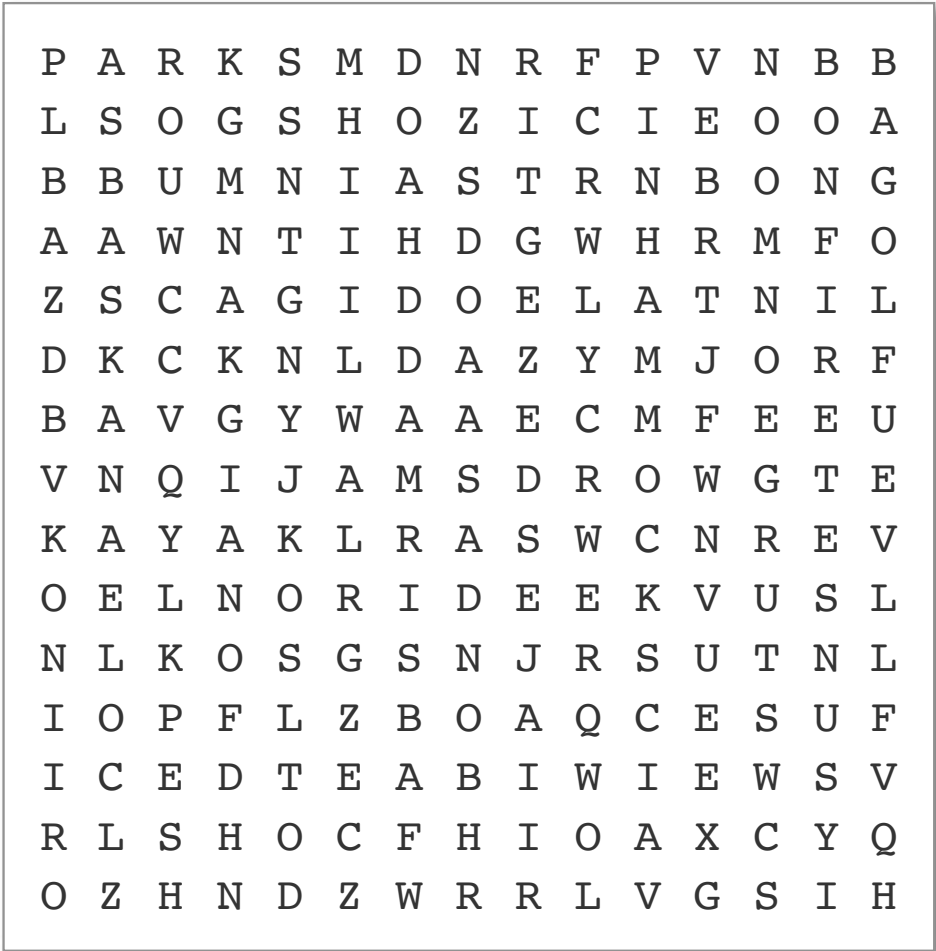 P A R K S M D N R F P V N B B
L S O G S H O Z I C I E O O A
B B U M N I A S T R N B O N G
A A W N T I H D G W H R M F O
Z S C A G I D O E L A T N I L
D K C K N L D A Z Y M J O R F
B A V G Y W A A E C M F E E U
V N Q I J A M S D R O W G T E
K A Y A K L R A S W C N R E V
O E L N O R I D E E K V U S L
N L K O S G S N J R S U T N L
I O P F L Z B O A Q C E S U F
I C E D T E A B I W I E W S V
R L S H O C F H I O A X C Y Q
O Z H N D Z W R R L V G S I H